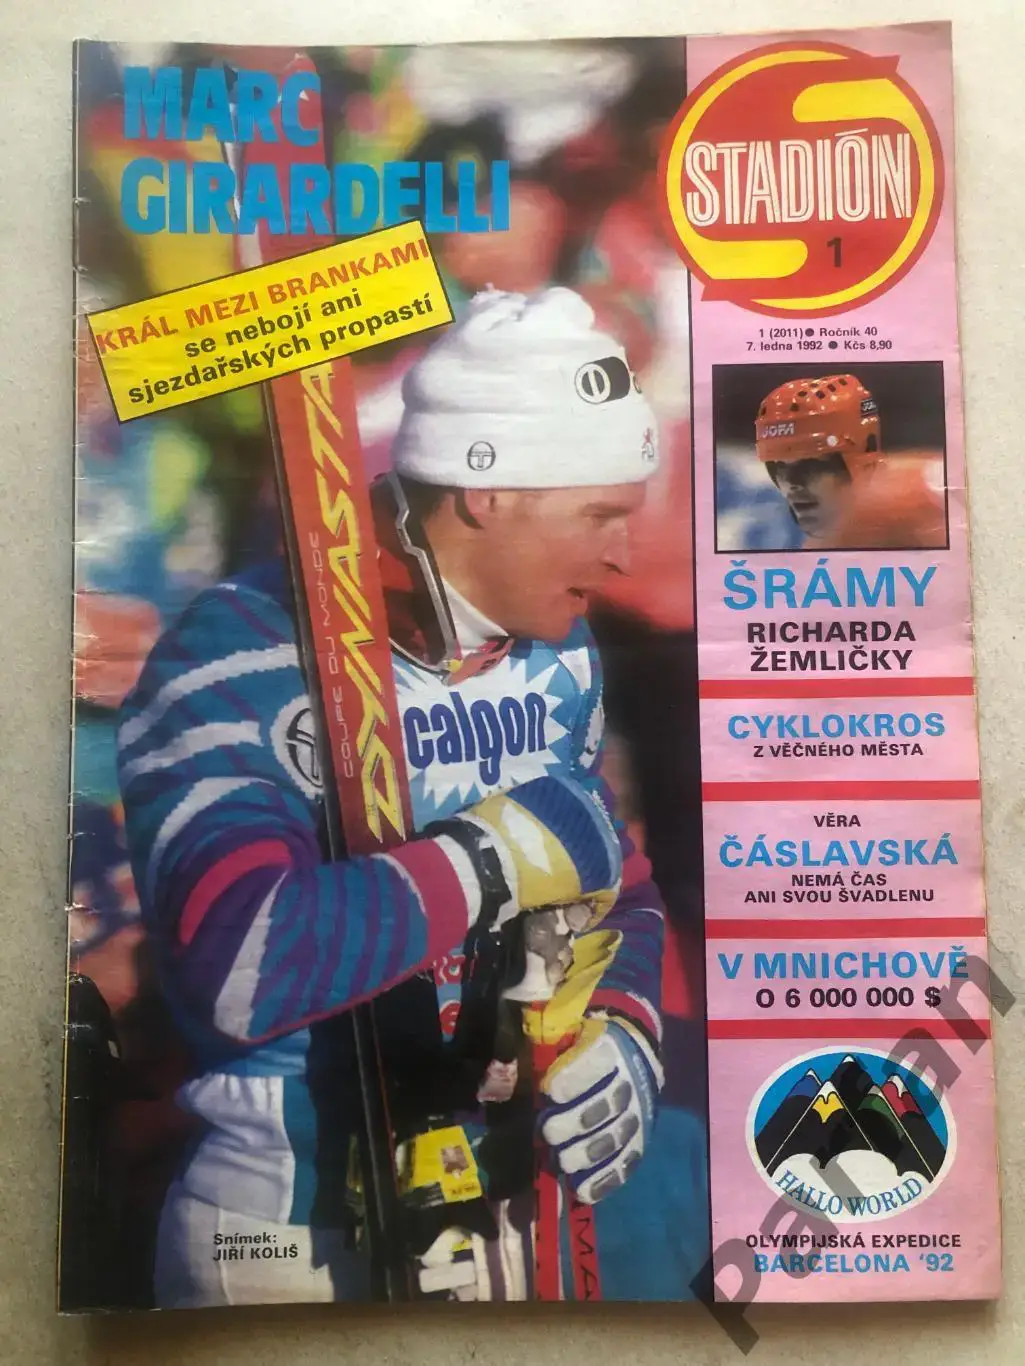 MARC
GIRARDELLI
KRÁL MEZI BRANKAMI
se nebojí ani
sjezdařských propastí
STADIÓN
1
1 (2011) ● Ročník 40
7. ledna 1992 ● Kčs 8,90
JOFA
ŠRÁMY
RICHARDA
ŽEMLIČKY
CYKLOKROS
Z VĚČNÉHO MĚSTA
VĚRA
ČÁSLAVSKÁ
NEMÁ ČAS
ANI SVOU ŠVADLENU
V MNICHOVĚ
O 6 000 000 $
HALLO WORLD
OLYMPIJSKÁ EXPEDICE
BARCELONA '92
DYNASTA
COUPE DU MONDE
calgon
Snímek:
JIŘÍ KOLIŠ